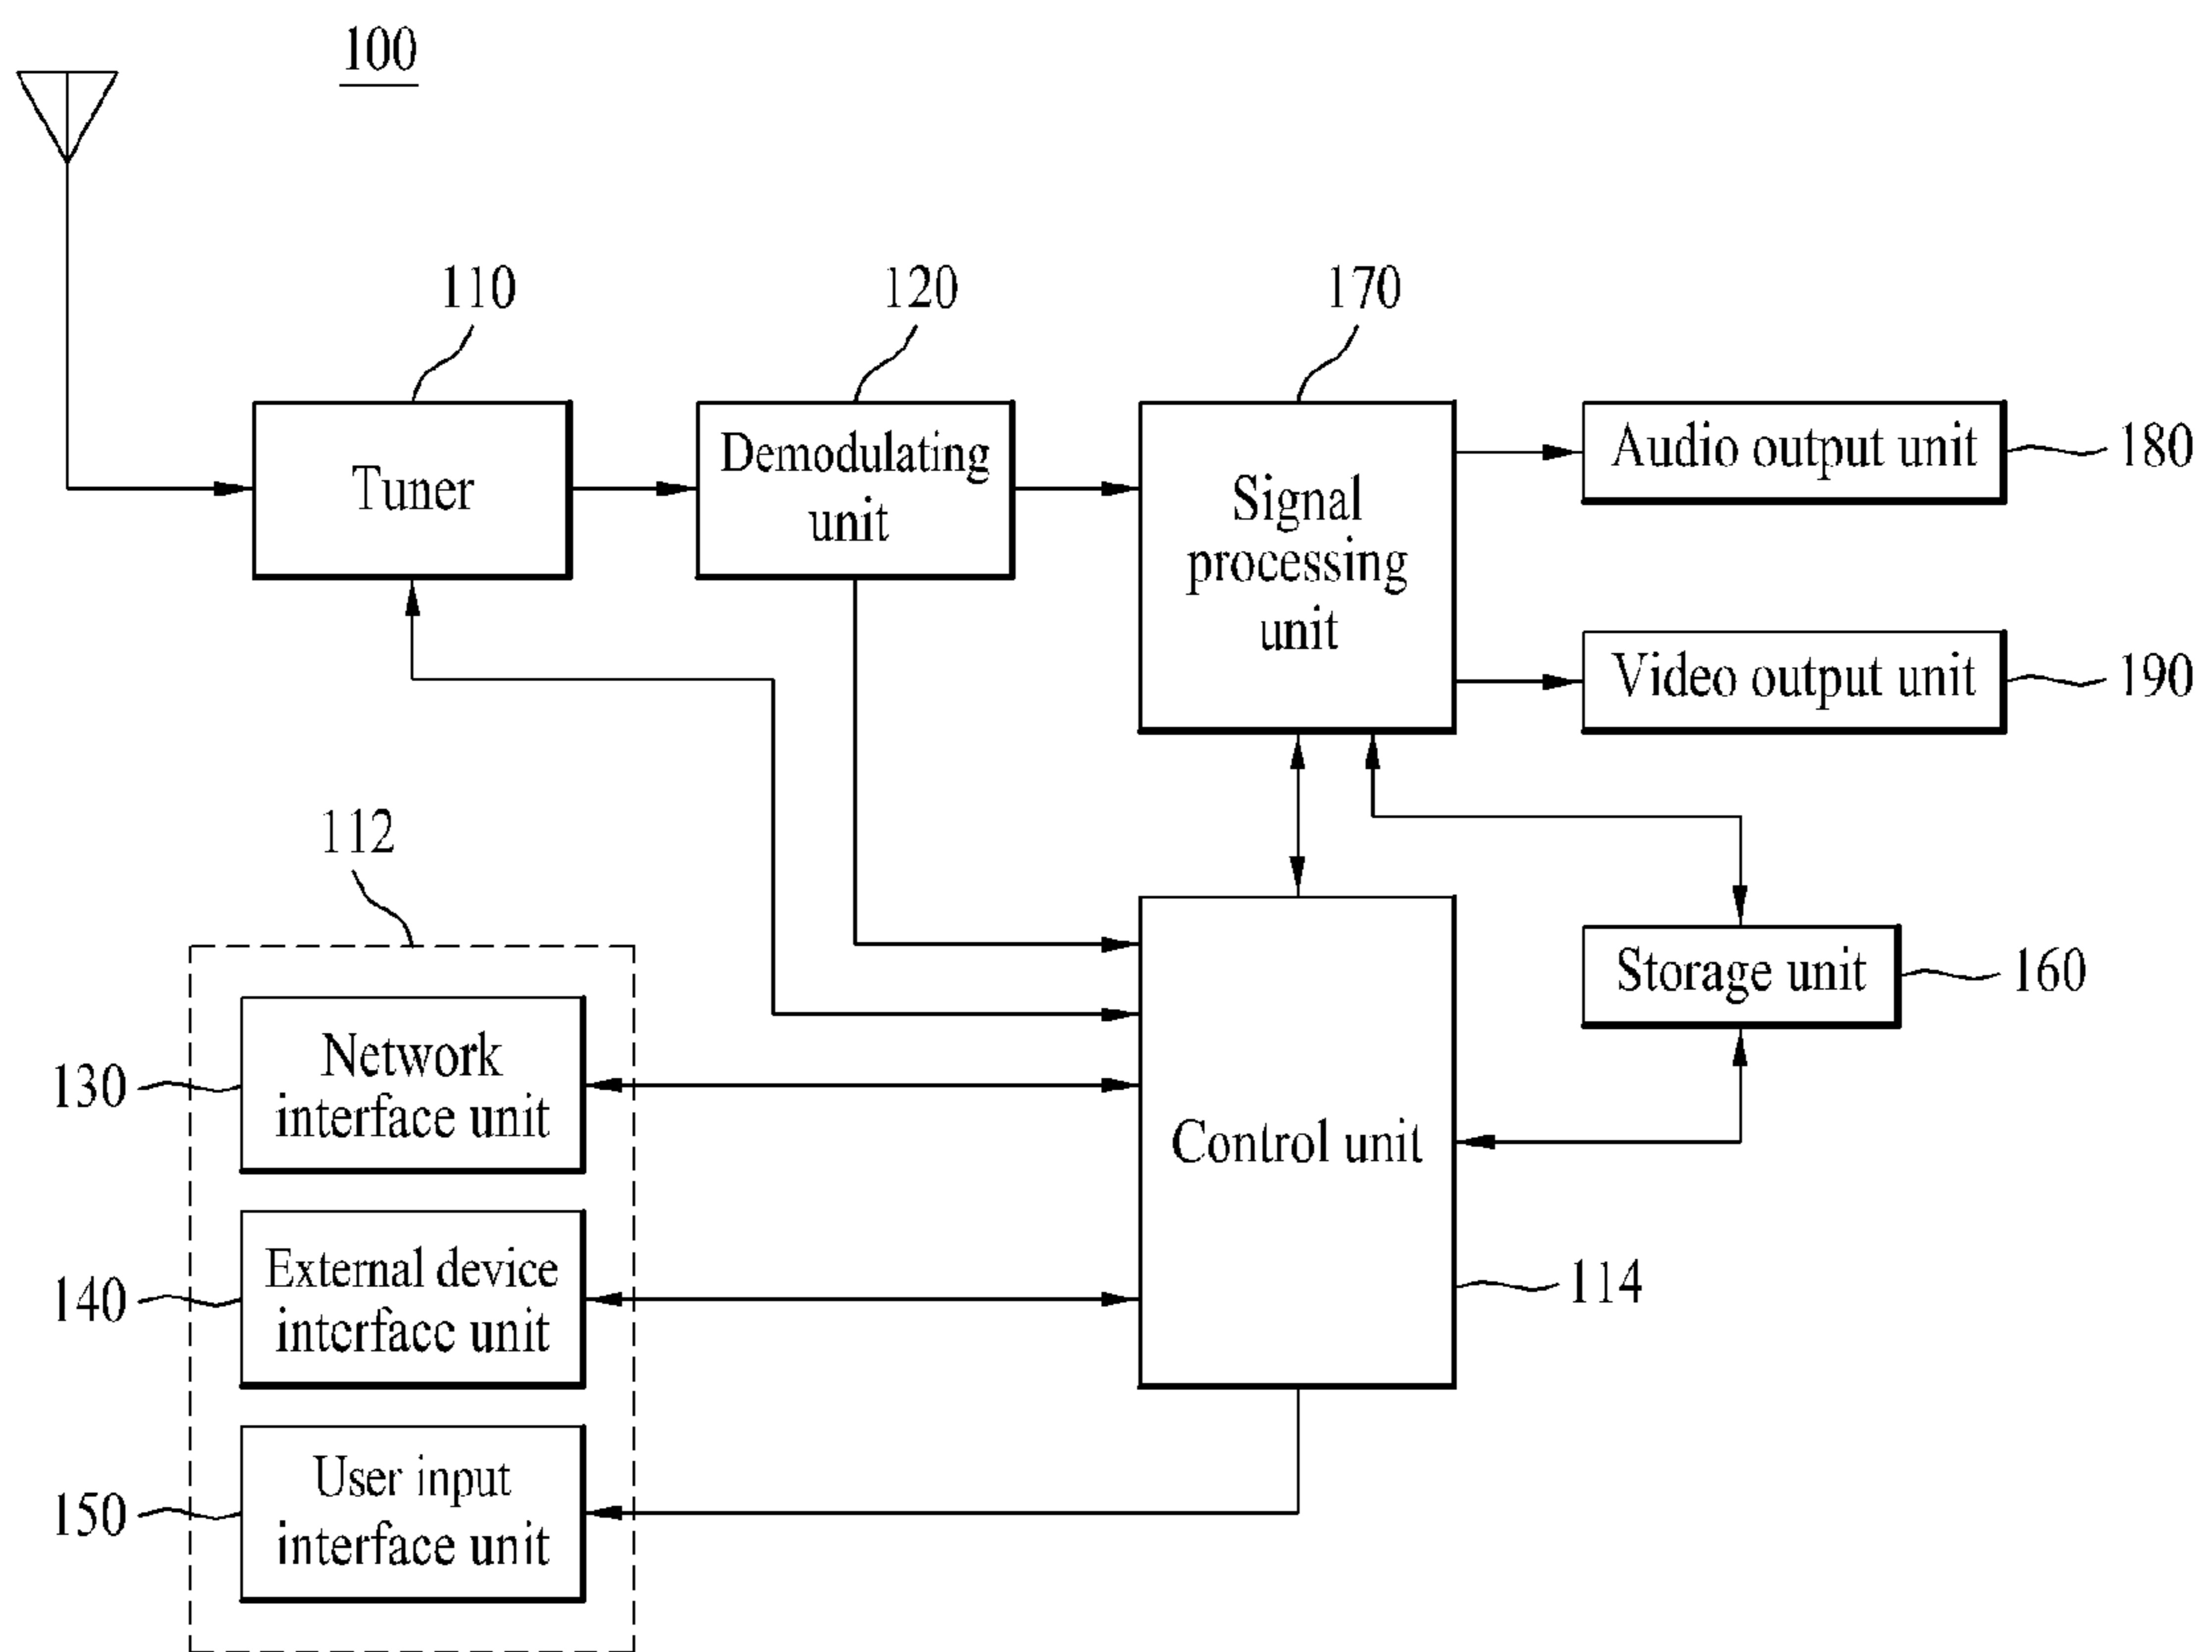 100
110
120
170
Tuner
Demodulating
unit
Signal
processing
unit
Audio output unit
180
Video output unit
190
112
Network
interface unit
130
External device
interface unit
140
User input
interface unit
150
Control unit
114
Storage unit
160